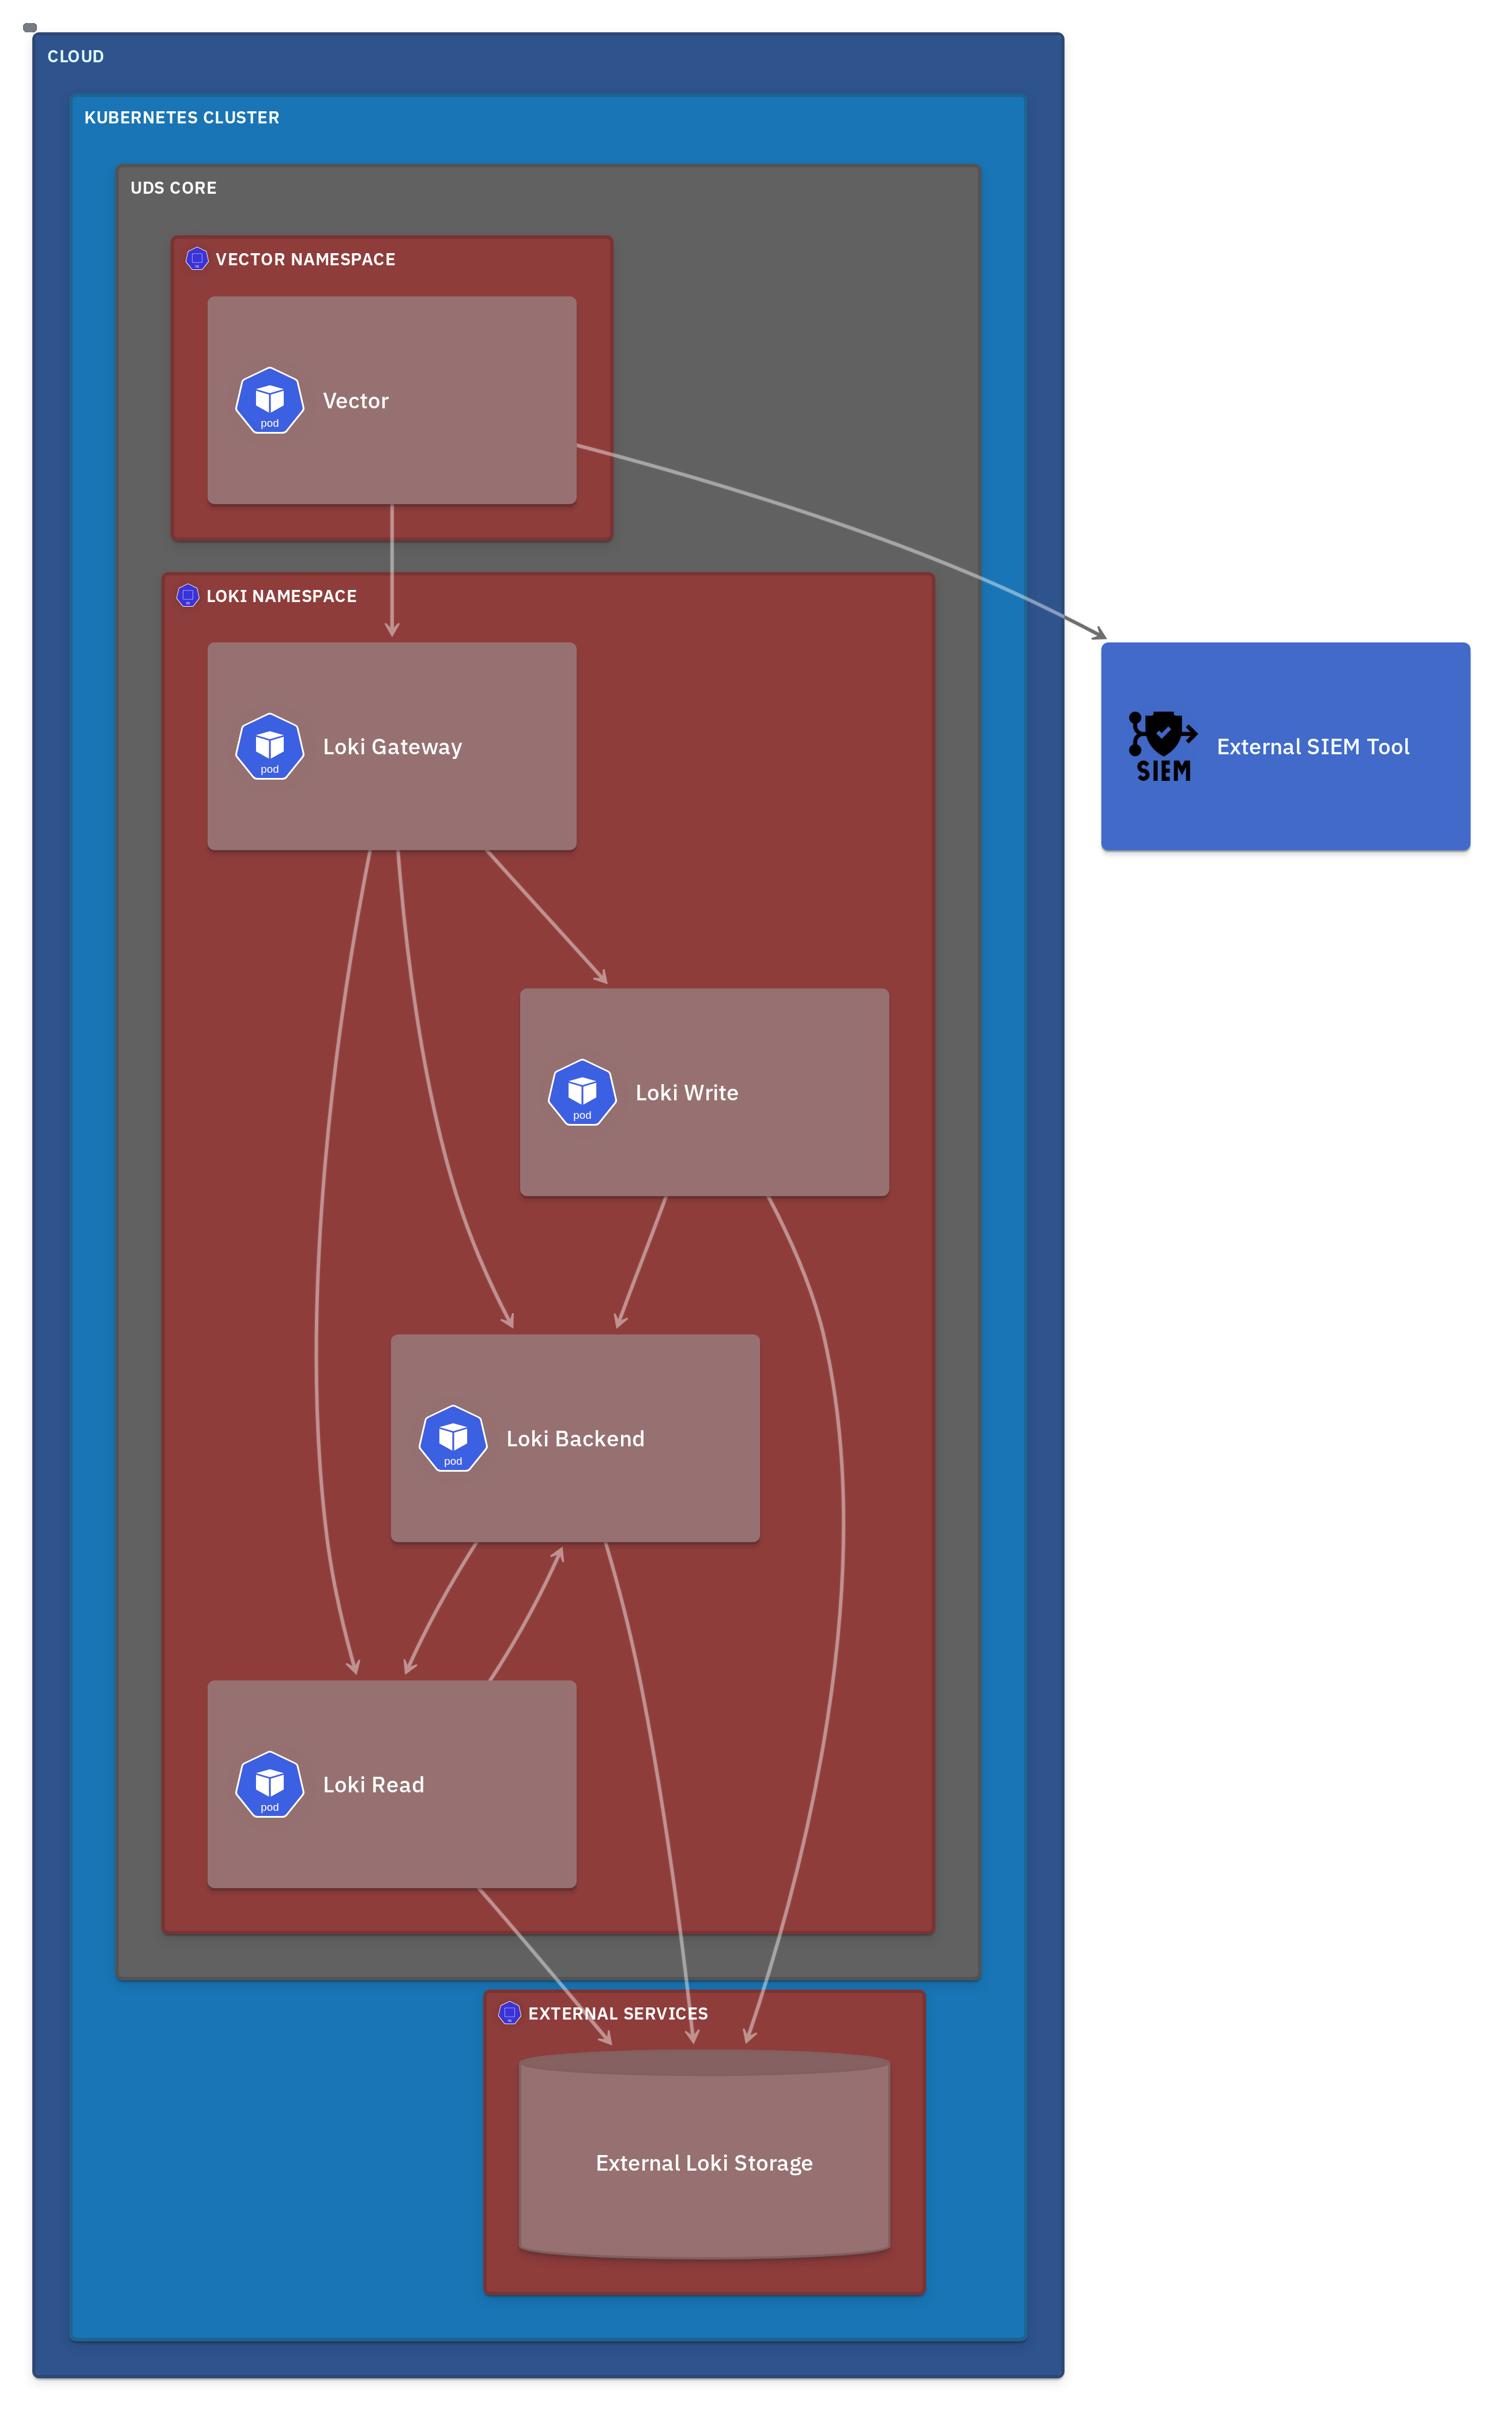 CLOUD
KUBERNETES CLUSTER
UDS CORE
VECTOR NAMESPACE
pod
Vector
LOKI NAMESPACE
pod
Loki Gateway
SIEM
External SIEM Tool
pod
Loki Write
pod
Loki Backend
pod
Loki Read
EXTERNAL SERVICES
External Loki Storage